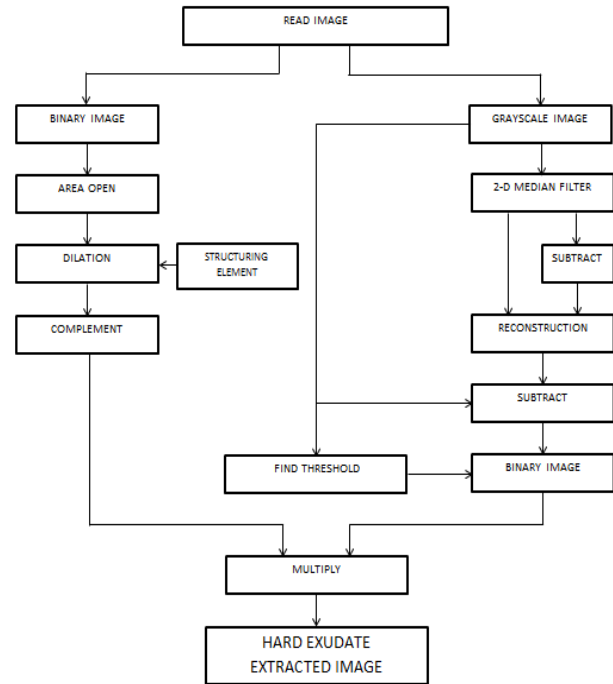 READ IMAGE
BINARY IMAGE
GRAYSCALE IMAGE
AREA OPEN
2-D MEDIAN FILTER
DILATION
STRUCTURING
ELEMENT
SUBTRACT
COMPLEMENT
RECONSTRUCTION
SUBTRACT
FIND THRESHOLD
BINARY IMAGE
MULTIPLY
HARD EXUDATE
EXTRACTED IMAGE